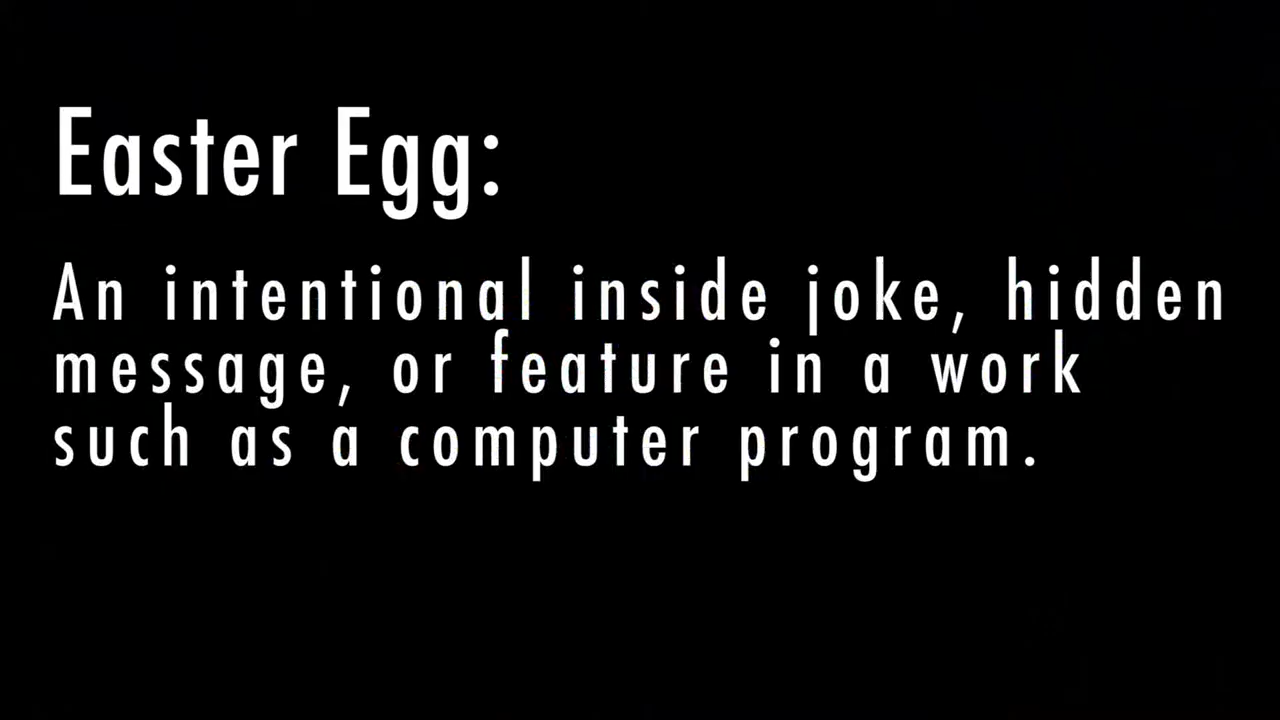 Easter Egg:
An intentional inside joke, hidden
message, or feature in a work
such as a computer program.